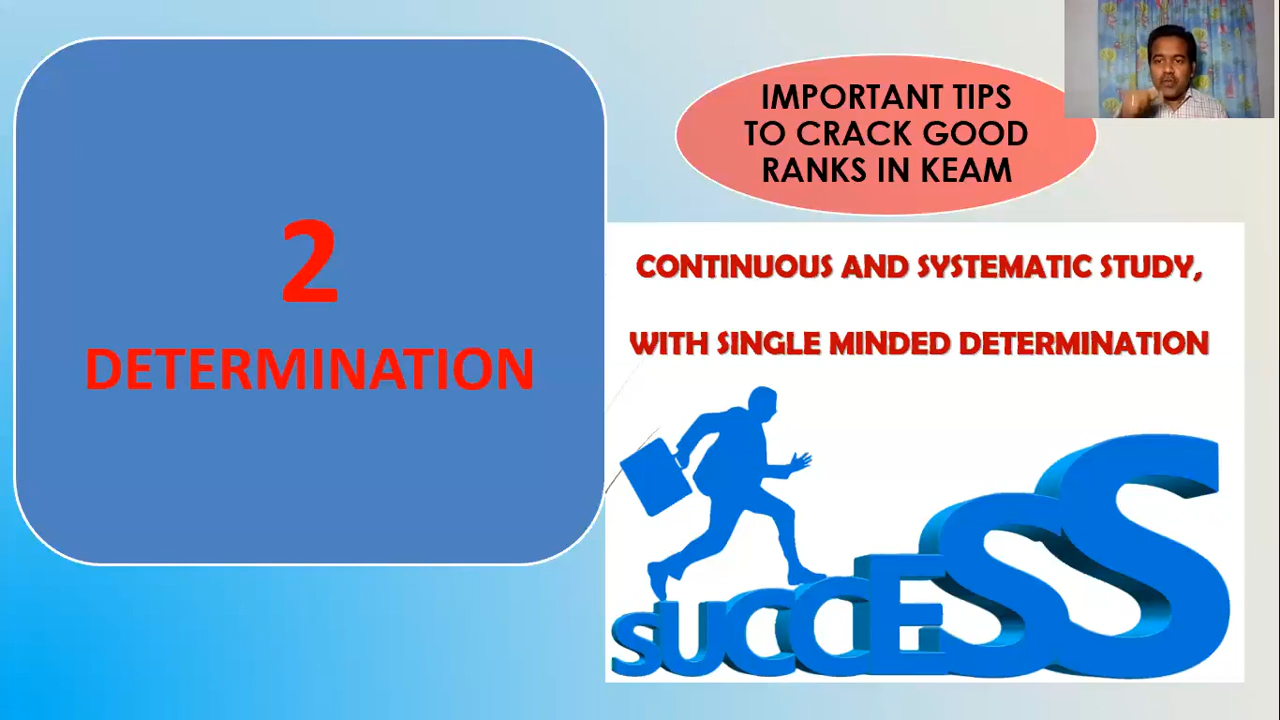 2
DETERMINATION
IMPORTANT TIPS
TO CRACK GOOD
RANKS IN KEAM
CONTINUOUS AND SYSTEMATIC STUDY,
WITH SINGLE MINDED DETERMINATION
SUCCESS